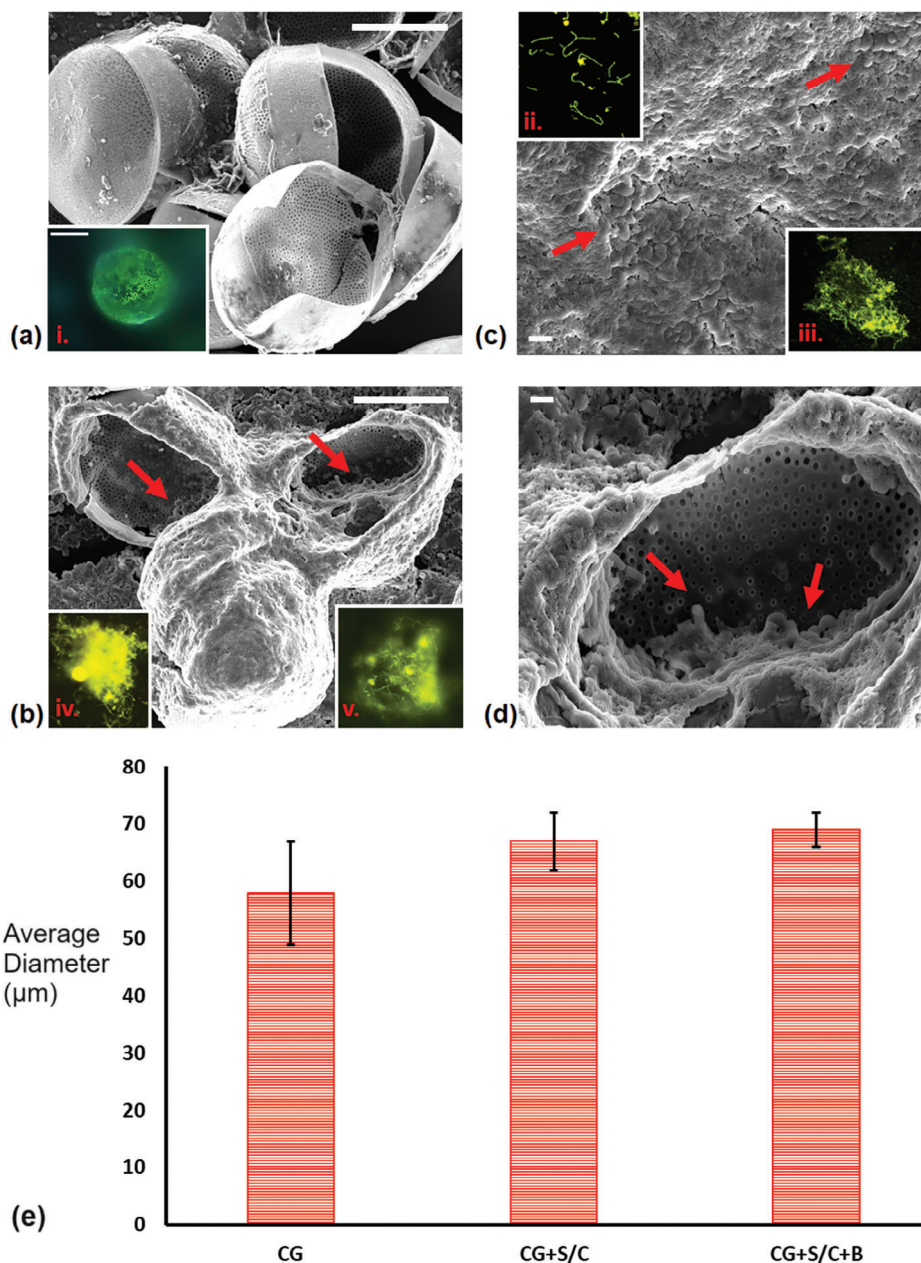 (a)
i.
(c)
ii.
iii.
(b)
iv.
v.
(d)
80
70
60
50
40
30
20
10
0
Average
Diameter
(μm)
(e)
CG
CG+S/C
CG+S/C+B